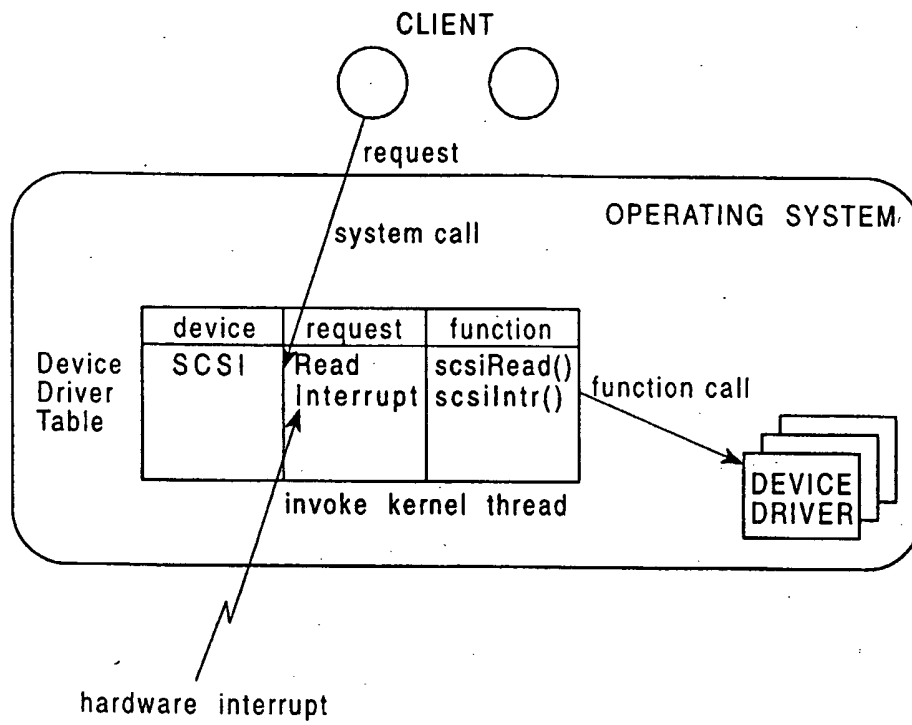 CLIENT
request
OPERATING SYSTEM
system call
device request function
Device
Driver
Table
SCSI Read scsiRead()
Interrupt scsiIntr()
function call
invoke kernel thread
DEVICE
DRIVER
hardware interrupt